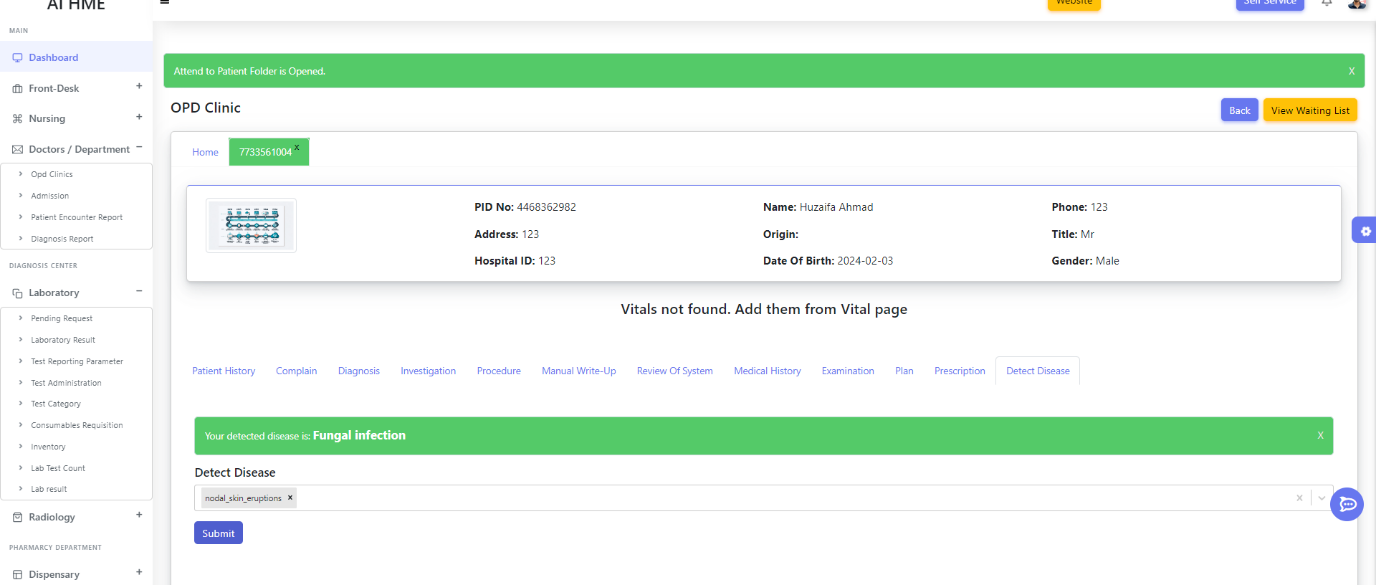 AI HME
Website
Self Service
MAIN
Dashboard
Front-Desk +
Nursing +
Doctors / Department −
Opd Clinics
Admission
Patient Encounter Report
Diagnosis Report
DIAGNOSIS CENTER
Laboratory −
Pending Request
Laboratory Result
Test Reporting Parameter
Test Administration
Test Category
Consumables Requisition
Inventory
Lab Test Count
Lab result
Radiology +
PHARMARCY DEPARTMENT
Dispensary +
Attend to Patient Folder is Opened. X
OPD Clinic
Back
View Waiting List
Home
7733561004 x
PID No: 4468362982
Name: Huzaifa Ahmad
Phone: 123
Address: 123
Origin:
Title: Mr
Hospital ID: 123
Date Of Birth: 2024-02-03
Gender: Male
Vitals not found. Add them from Vital page
Patient History Complain Diagnosis Investigation Procedure Manual Write-Up Review Of System Medical History Examination Plan Prescription Detect Disease
Your detected disease is: Fungal infection X
Detect Disease
nodal_skin_eruptions ×
Submit